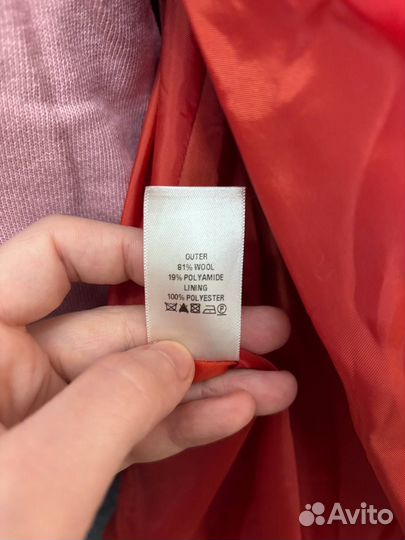 OUTER
81% WOOL
19% POLYAMIDE
LINING
100% POLYESTER
Avito